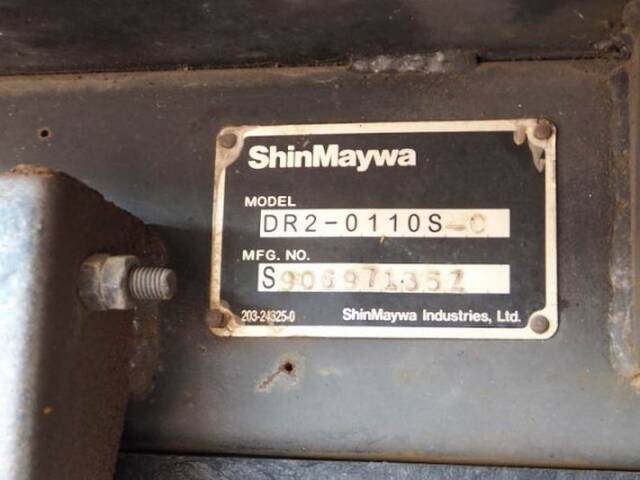 ShinMaywa
MODEL
DR2-0110S-C
MFG. NO.
S906971352
203-24325-0 ShinMaywa Industries, Ltd.